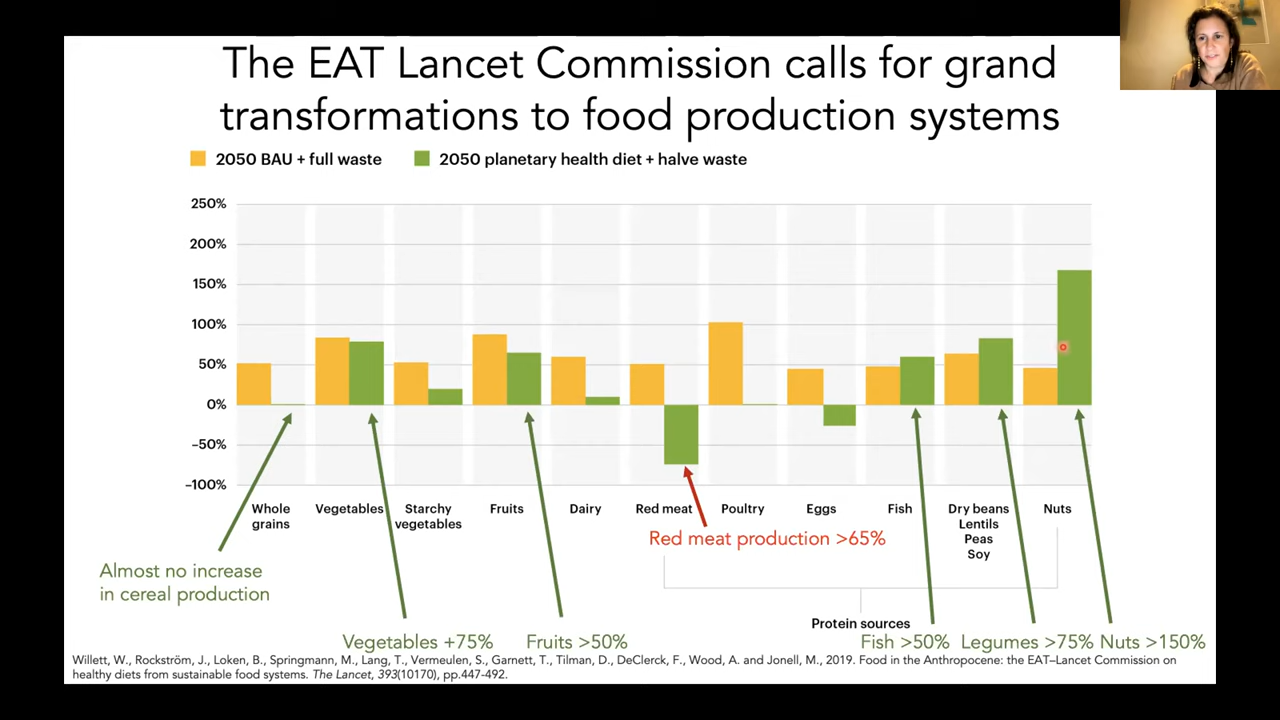 The EAT Lancet Commission calls for grand
transformations to food production systems
2050 BAU + full waste
2050 planetary health diet + halve waste
250%
200%
150%
100%
50%
0%
–50%
–100%
Whole
grains
Vegetables
Starchy
vegetables
Fruits
Dairy
Red meat
Poultry
Eggs
Fish
Dry beans
Lentils
Peas
Soy
Nuts
Red meat production >65%
Almost no increase
in cereal production
Protein sources
Vegetables +75%
Fruits >50%
Fish >50%
Legumes >75%
Nuts >150%
Willett, W., Rockström, J., Loken, B., Springmann, M., Lang, T., Vermeulen, S., Garnett, T., Tilman, D., DeClerck, F., Wood, A. and Jonell, M., 2019. Food in the Anthropocene: the EAT–Lancet Commission on
healthy diets from sustainable food systems. The Lancet, 393(10170), pp.447-492.